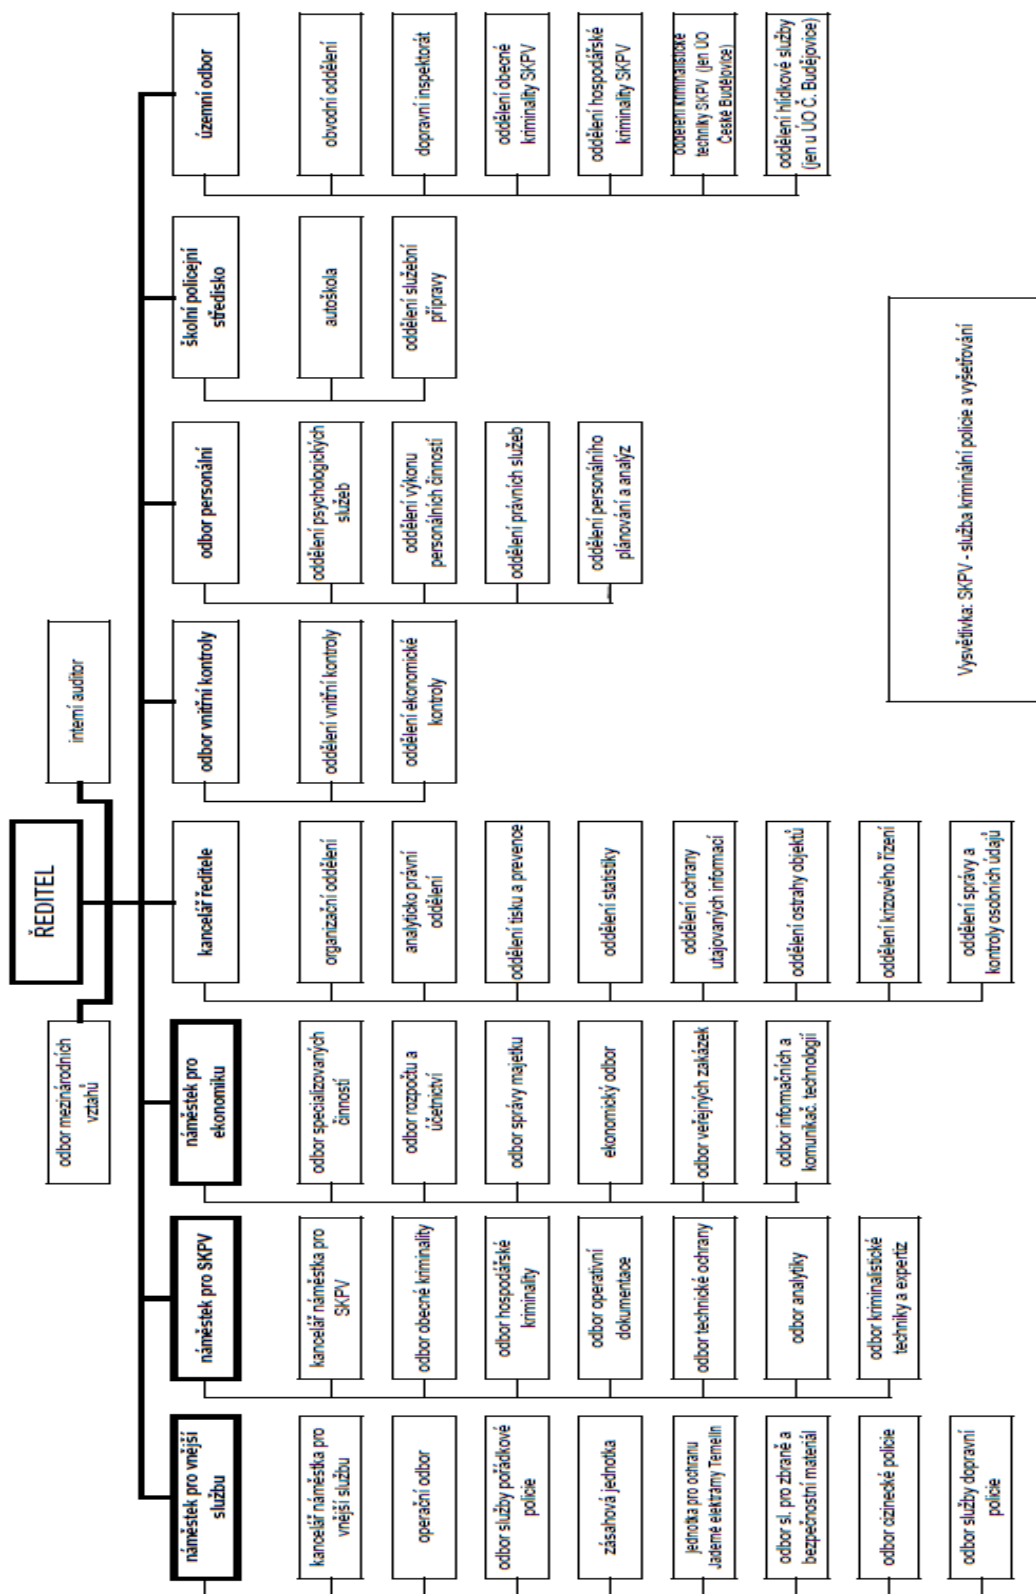 ŘEDITEL
odbor mezinárodních
vztahů
interní auditor
náměstek pro vnější
službu
kancelář náměstka pro
vnější službu
operační odbor
odbor služby pořádkové
policie
zásahová jednotka
jednotka pro ochranu
Jaderné elektrárny Temelín
odbor sl. pro zbraně a
bezpečnostní materiál
odbor cizinecké policie
odbor služby dopravní
policie
náměstek pro SKPV
kancelář náměstka pro
SKPV
odbor obecné kriminality
odbor hospodářské
kriminality
odbor operativní
dokumentace
odbor technické ochrany
odbor analytiky
odbor kriminalistické
techniky a expertiz
náměstek pro
ekonomiku
odbor specializovaných
činností
odbor rozpočtu a
účetnictví
odbor správy majetku
ekonomický odbor
odbor veřejných zakázek
odbor informačních a
komunikač. technologií
kancelář ředitele
organizační oddělení
analyticko právní
oddělení
oddělení tisku a prevence
oddělení statistiky
oddělení ochrany
utajovaných informací
oddělení ostrahy objektů
oddělení krizového řízení
oddělení správy a
kontroly osobních údajů
odbor vnitřní kontroly
oddělení vnitřní kontroly
oddělení ekonomické
kontroly
odbor personální
oddělení psychologických
služeb
oddělení výkonu
personálních činností
oddělení právních služeb
oddělení personálního
plánování a analýz
školní policejní
středisko
autoškola
oddělení služební
přípravy
územní odbor
obvodní oddělení
dopravní inspektorát
oddělení obecné
kriminality SKPV
oddělení hospodářské
kriminality SKPV
oddělení kriminalistické
techniky SKPV (jen ÚO
České Budějovice)
oddělení hlídkové služby
(jen u ÚO Č. Budějovice)
Vysvětlivka: SKPV - služba kriminální policie a vyšetřování